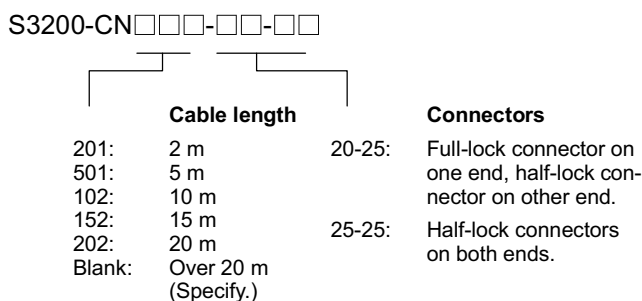 S3200-CN□□□-□□-□□
Cable length
201: 2 m
501: 5 m
102: 10 m
152: 15 m
202: 20 m
Blank: Over 20 m
(Specify.)
Connectors
20-25: Full-lock connector on
one end, half-lock con-
nector on other end.
25-25: Half-lock connectors
on both ends.